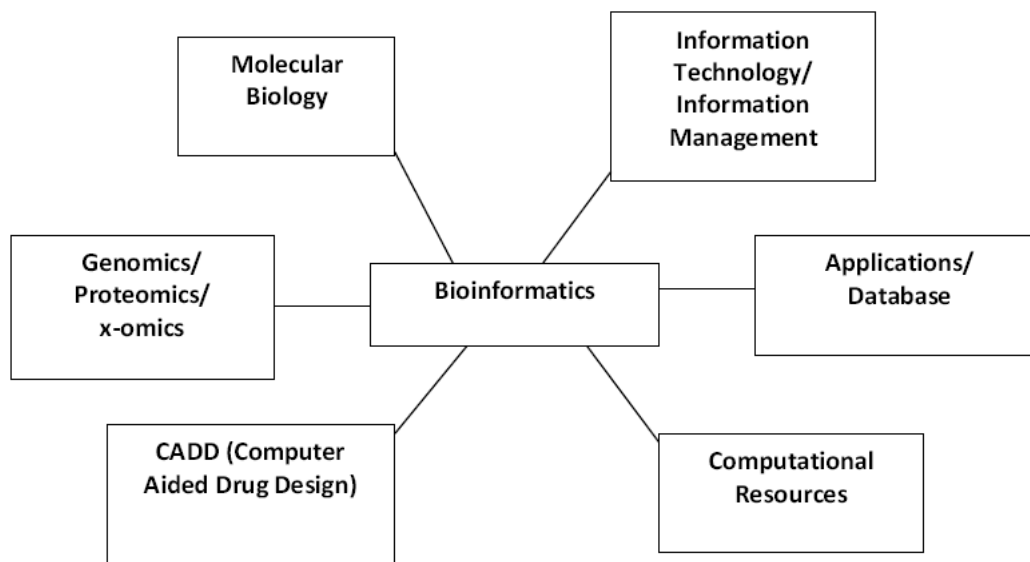 Molecular
Biology
Information
Technology/
Information
Management
Genomics/
Proteomics/
x-omics
Bioinformatics
Applications/
Database
CADD (Computer
Aided Drug Design)
Computational
Resources